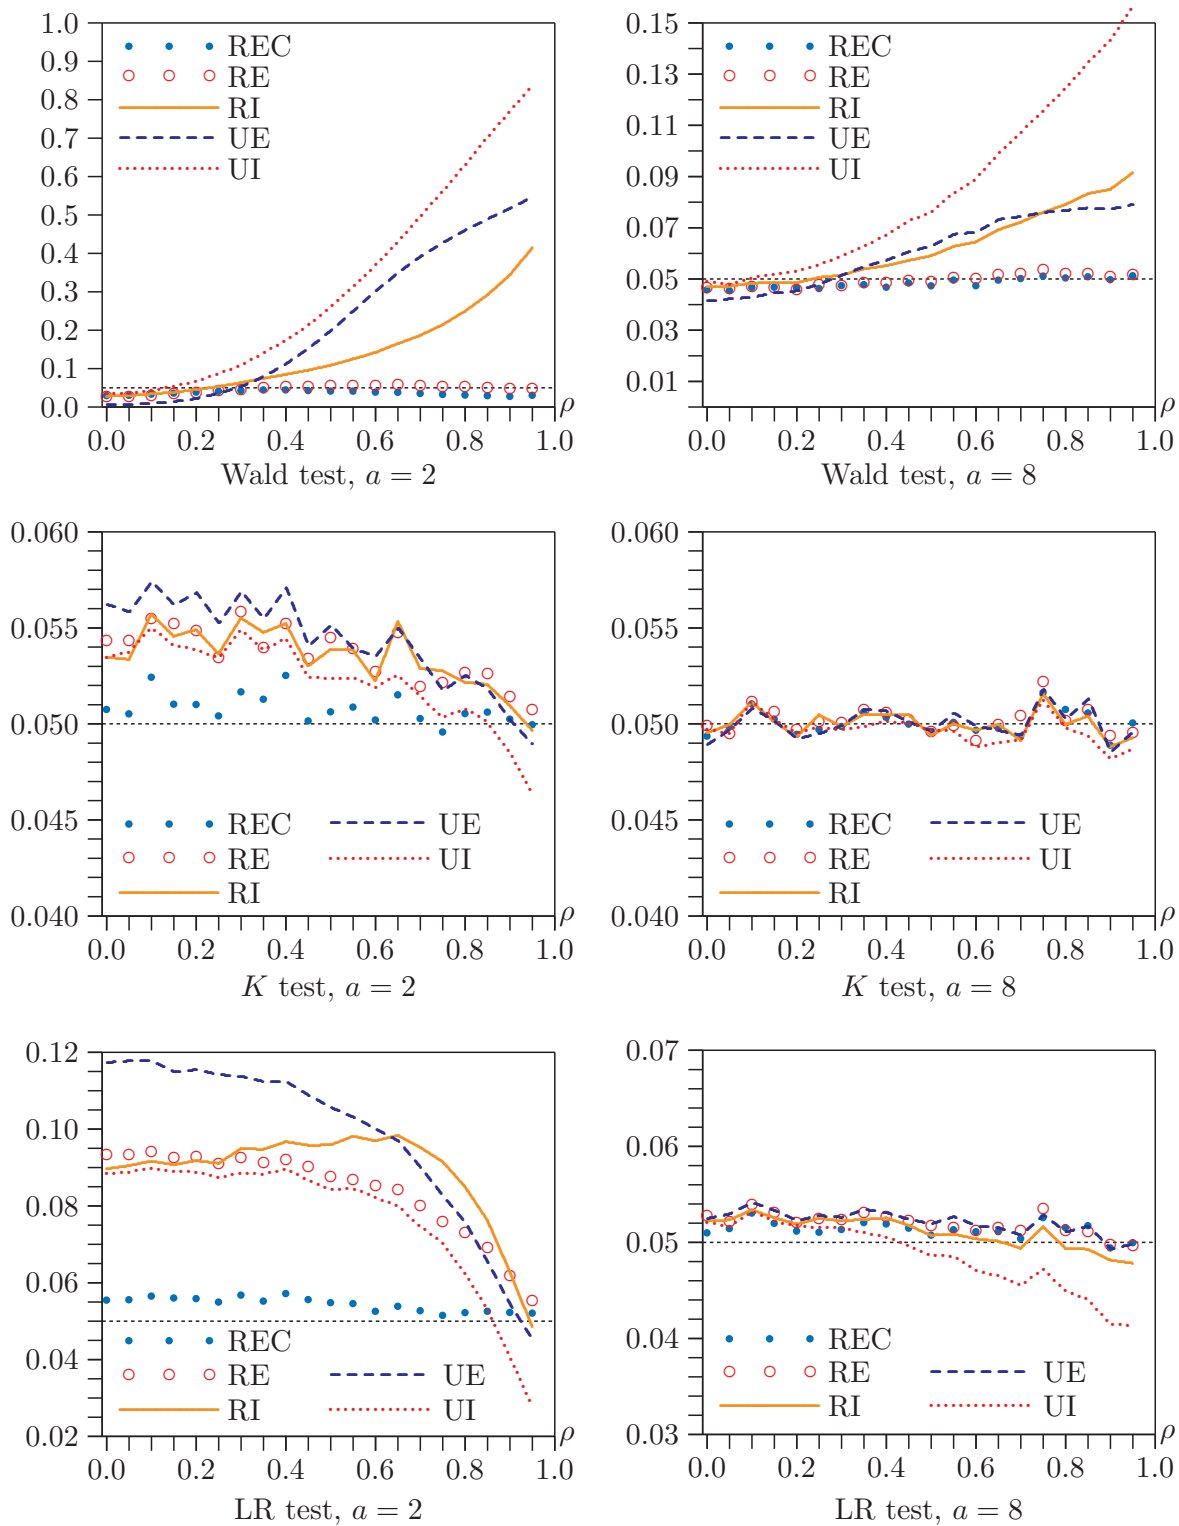 1.0
0.9
0.8
0.7
0.6
0.5
0.4
0.3
0.2
0.1
0.0
REC
RE
RI
UE
UI
0.0 0.2 0.4 0.6 0.8 1.0
ρ
Wald test, a = 2
0.15
0.13
0.11
0.09
0.07
0.05
0.03
0.01
REC
RE
RI
UE
UI
0.0 0.2 0.4 0.6 0.8 1.0
ρ
Wald test, a = 8
0.060
0.055
0.050
0.045
0.040
REC UE
RE UI
RI
0.0 0.2 0.4 0.6 0.8 1.0
ρ
K test, a = 2
0.060
0.055
0.050
0.045
0.040
REC UE
RE UI
RI
0.0 0.2 0.4 0.6 0.8 1.0
ρ
K test, a = 8
0.12
0.10
0.08
0.06
0.04
0.02
REC
RE UE
RI UI
0.0 0.2 0.4 0.6 0.8 1.0
ρ
LR test, a = 2
0.07
0.06
0.05
0.04
0.03
REC
RE UE
RI UI
0.0 0.2 0.4 0.6 0.8 1.0
ρ
LR test, a = 8